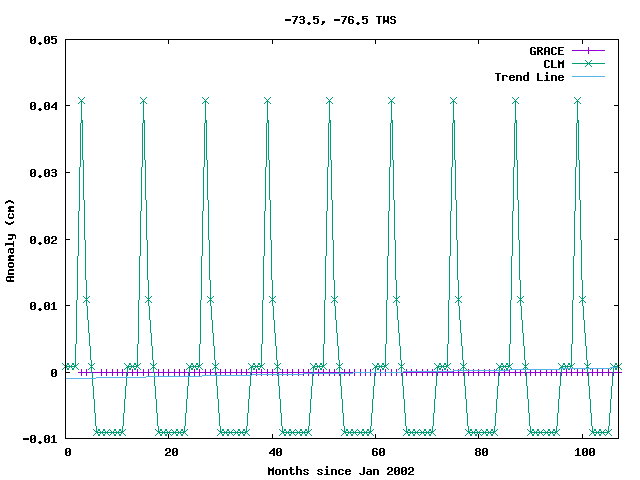 -73.5, -76.5 TWS
GRACE
CLM
Trend Line
0.05
0.04
0.03
0.02
0.01
0
-0.01
Anomaly (cm)
0 20 40 60 80 100
Months since Jan 2002